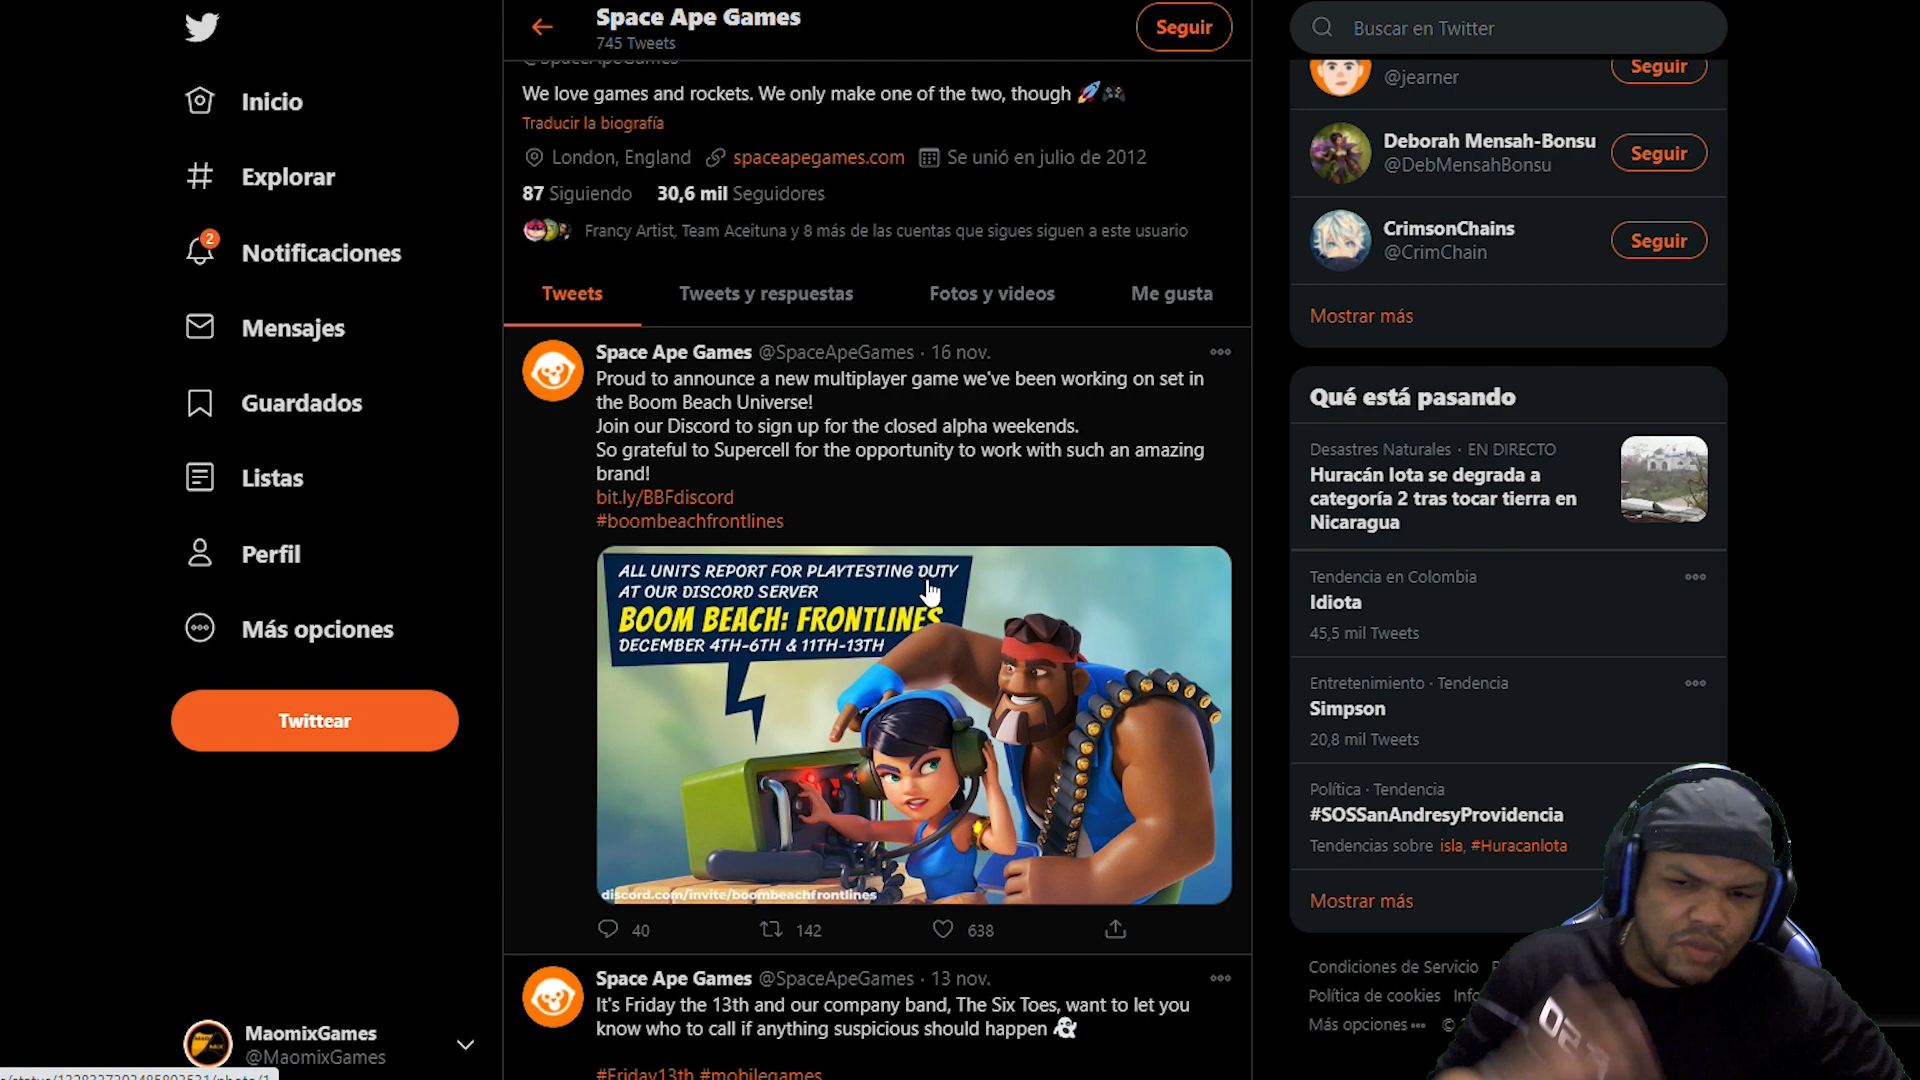 Inicio
Explorar
2
Notificaciones
Mensajes
Guardados
Listas
Perfil
Más opciones
Twittear
MaomixGames
@MaomixGames
Space Ape Games
745 Tweets
Seguir
@SpaceApeGames
We love games and rockets. We only make one of the two, though 🚀🎮
Traducir la biografía
London, England spaceapegames.com Se unió en julio de 2012
87 Siguiendo 30,6 mil Seguidores
Francy Artist, Team Aceituna y 8 más de las cuentas que sigues siguen a este usuario
Tweets Tweets y respuestas Fotos y videos Me gusta
Space Ape Games @SpaceApeGames · 16 nov.
Proud to announce a new multiplayer game we've been working on set in
the Boom Beach Universe!
Join our Discord to sign up for the closed alpha weekends.
So grateful to Supercell for the opportunity to work with such an amazing
brand!
bit.ly/BBFdiscord
#boombeachfrontlines
ALL UNITS REPORT FOR PLAYTESTING DUTY
AT OUR DISCORD SERVER
BOOM BEACH: FRONTLINES
DECEMBER 4TH-6TH & 11TH-13TH
discord.com/invite/boombeachfrontlines
40 142 638
Space Ape Games @SpaceApeGames · 13 nov.
It's Friday the 13th and our company band, The Six Toes, want to let you
know who to call if anything suspicious should happen 👻
#Friday13th #mobilegames
Buscar en Twitter
@jearner
Seguir
Deborah Mensah-Bonsu
@DebMensahBonsu
Seguir
CrimsonChains
@CrimChain
Seguir
Mostrar más
Qué está pasando
Desastres Naturales · EN DIRECTO
Huracán Iota se degrada a
categoría 2 tras tocar tierra en
Nicaragua
Tendencia en Colombia
Idiota
45,5 mil Tweets
Entretenimiento · Tendencia
Simpson
20,8 mil Tweets
Política · Tendencia
#SOSSanAndresyProvidencia
Tendencias sobre isla, #HuracanIota
Mostrar más
Condiciones de Servicio
Política de cookies
Más opciones ©